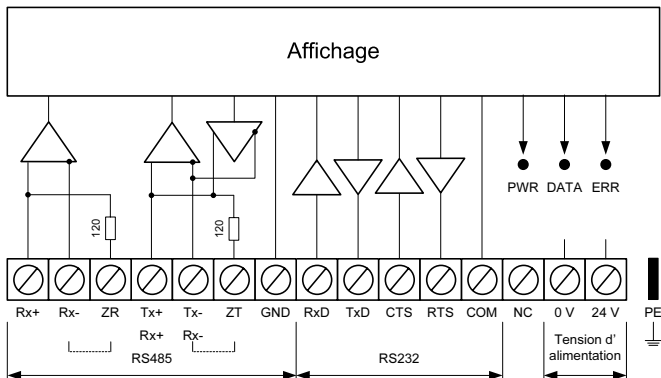 Affichage
PWR DATA ERR
120 120
Rx+ Rx- ZR Tx+ Tx- ZT GND RxD TxD CTS RTS COM NC 0 V 24 V PE
Rx+ Rx-
RS485 RS232
Tension d'
alimentation